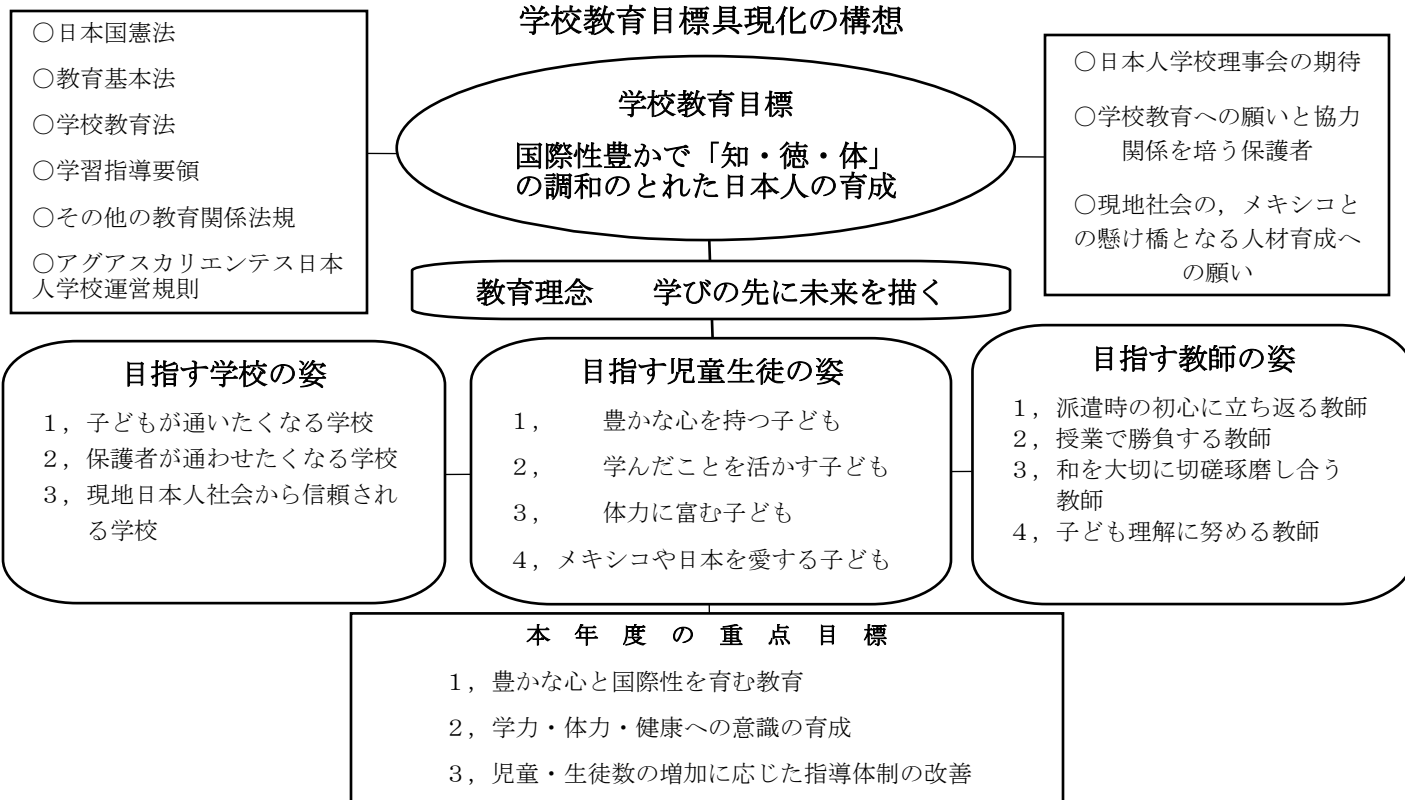 学校教育目標具現化の構想
○日本国憲法
○教育基本法
○学校教育法
○学習指導要領
○その他の教育関係法規
○アグアスカリエンテス日本
人学校運営規則
学校教育目標
国際性豊かで「知・徳・体」
の調和のとれた日本人の育成
○日本人学校理事会の期待
○学校教育への願いと協力
関係を培う保護者
○現地社会の，メキシコと
の懸け橋となる人材育成へ
の願い
教育理念　　学びの先に未来を描く
目指す学校の姿
１，子どもが通いたくなる学校
２，保護者が通わせたくなる学校
３，現地日本人社会から信頼され
る学校
目指す児童生徒の姿
１，　　豊かな心を持つ子ども
２，　　学んだことを活かす子ども
３，　　体力に富む子ども
４，メキシコや日本を愛する子ども
目指す教師の姿
１，派遣時の初心に立ち返る教師
２，授業で勝負する教師
３，和を大切に切磋琢磨し合う
教師
４，子ども理解に努める教師
本　年　度　の　重　点　目　標
１，豊かな心と国際性を育む教育
２，学力・体力・健康への意識の育成
３，児童・生徒数の増加に応じた指導体制の改善